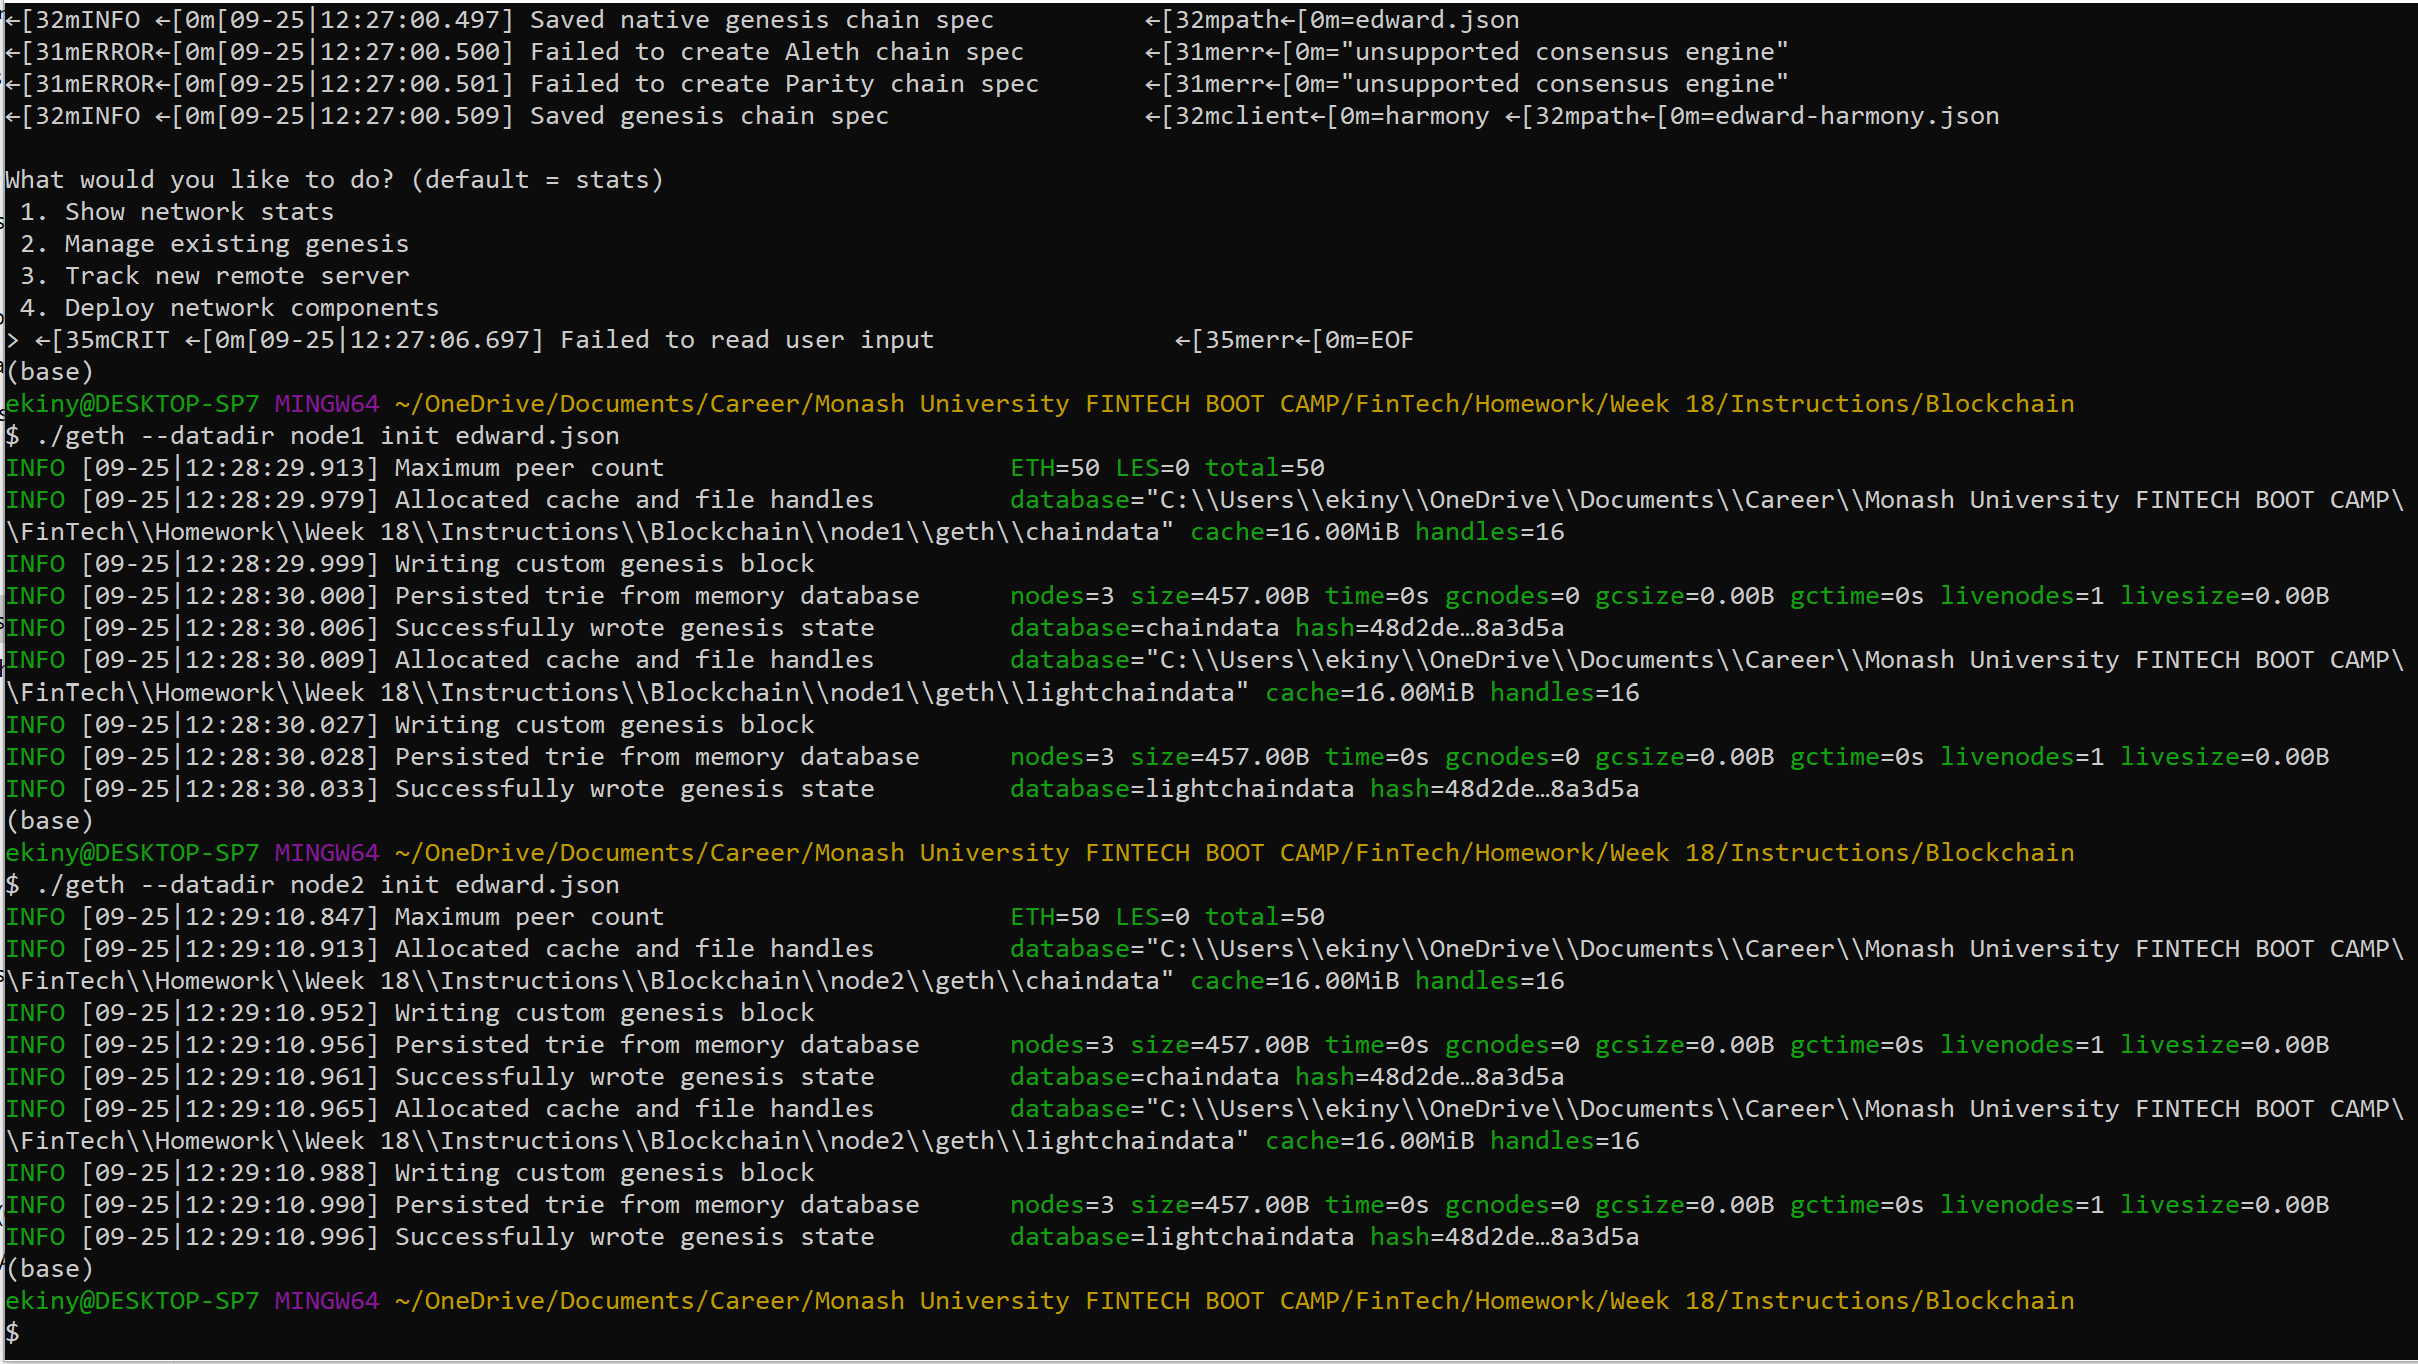 ←[32mINFO ←[0m[09-25|12:27:00.497] Saved native genesis chain spec ←[32mpath←[0m=edward.json
←[31mERROR←[0m[09-25|12:27:00.500] Failed to create Aleth chain spec ←[31merr←[0m="unsupported consensus engine"
←[31mERROR←[0m[09-25|12:27:00.501] Failed to create Parity chain spec ←[31merr←[0m="unsupported consensus engine"
←[32mINFO ←[0m[09-25|12:27:00.509] Saved genesis chain spec ←[32mclient←[0m=harmony ←[32mpath←[0m=edward-harmony.json
What would you like to do? (default = stats)
1. Show network stats
2. Manage existing genesis
3. Track new remote server
4. Deploy network components
> ←[35mCRIT ←[0m[09-25|12:27:06.697] Failed to read user input ←[35merr←[0m=EOF
(base)
ekiny@DESKTOP-SP7 MINGW64 ~/OneDrive/Documents/Career/Monash University FINTECH BOOT CAMP/FinTech/Homework/Week 18/Instructions/Blockchain
$ ./geth --datadir node1 init edward.json
INFO [09-25|12:28:29.913] Maximum peer count ETH=50 LES=0 total=50
INFO [09-25|12:28:29.979] Allocated cache and file handles database="C:\\Users\\ekiny\\OneDrive\\Documents\\Career\\Monash University FINTECH BOOT CAMP\
\FinTech\\Homework\\Week 18\\Instructions\\Blockchain\\node1\\geth\\chaindata" cache=16.00MiB handles=16
INFO [09-25|12:28:29.999] Writing custom genesis block
INFO [09-25|12:28:30.000] Persisted trie from memory database nodes=3 size=457.00B time=0s gcnodes=0 gcsize=0.00B gctime=0s livenodes=1 livesize=0.00B
INFO [09-25|12:28:30.006] Successfully wrote genesis state database=chaindata hash=48d2de…8a3d5a
INFO [09-25|12:28:30.009] Allocated cache and file handles database="C:\\Users\\ekiny\\OneDrive\\Documents\\Career\\Monash University FINTECH BOOT CAMP\
\FinTech\\Homework\\Week 18\\Instructions\\Blockchain\\node1\\geth\\lightchaindata" cache=16.00MiB handles=16
INFO [09-25|12:28:30.027] Writing custom genesis block
INFO [09-25|12:28:30.028] Persisted trie from memory database nodes=3 size=457.00B time=0s gcnodes=0 gcsize=0.00B gctime=0s livenodes=1 livesize=0.00B
INFO [09-25|12:28:30.033] Successfully wrote genesis state database=lightchaindata hash=48d2de…8a3d5a
(base)
ekiny@DESKTOP-SP7 MINGW64 ~/OneDrive/Documents/Career/Monash University FINTECH BOOT CAMP/FinTech/Homework/Week 18/Instructions/Blockchain
$ ./geth --datadir node2 init edward.json
INFO [09-25|12:29:10.847] Maximum peer count ETH=50 LES=0 total=50
INFO [09-25|12:29:10.913] Allocated cache and file handles database="C:\\Users\\ekiny\\OneDrive\\Documents\\Career\\Monash University FINTECH BOOT CAMP\
\FinTech\\Homework\\Week 18\\Instructions\\Blockchain\\node2\\geth\\chaindata" cache=16.00MiB handles=16
INFO [09-25|12:29:10.952] Writing custom genesis block
INFO [09-25|12:29:10.956] Persisted trie from memory database nodes=3 size=457.00B time=0s gcnodes=0 gcsize=0.00B gctime=0s livenodes=1 livesize=0.00B
INFO [09-25|12:29:10.961] Successfully wrote genesis state database=chaindata hash=48d2de…8a3d5a
INFO [09-25|12:29:10.965] Allocated cache and file handles database="C:\\Users\\ekiny\\OneDrive\\Documents\\Career\\Monash University FINTECH BOOT CAMP\
\FinTech\\Homework\\Week 18\\Instructions\\Blockchain\\node2\\geth\\lightchaindata" cache=16.00MiB handles=16
INFO [09-25|12:29:10.988] Writing custom genesis block
INFO [09-25|12:29:10.990] Persisted trie from memory database nodes=3 size=457.00B time=0s gcnodes=0 gcsize=0.00B gctime=0s livenodes=1 livesize=0.00B
INFO [09-25|12:29:10.996] Successfully wrote genesis state database=lightchaindata hash=48d2de…8a3d5a
(base)
ekiny@DESKTOP-SP7 MINGW64 ~/OneDrive/Documents/Career/Monash University FINTECH BOOT CAMP/FinTech/Homework/Week 18/Instructions/Blockchain
$